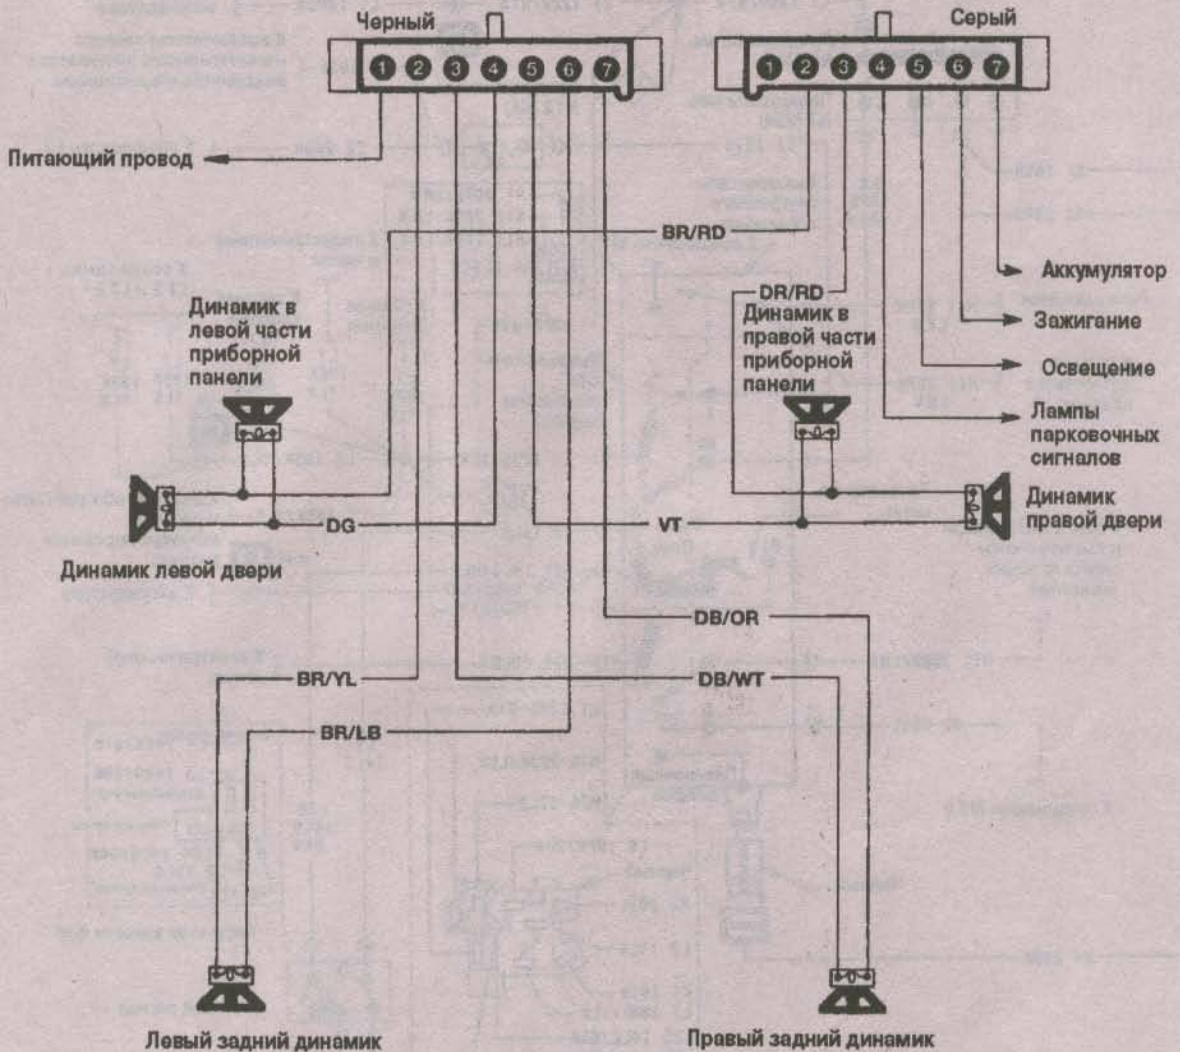 Черный
Серый
1 2 3 4 5 6 7
1 2 3 4 5 6 7
Питающий провод
BR/RD
Аккумулятор
DR/RD
Динамик в
левой части
приборной
панели
Динамик в
правой части
приборной
панели
Зажигание
Освещение
Лампы
парковочных
сигналов
DG
VT
Динамик
правой двери
Динамик левой двери
DB/OR
BR/YL
DB/WT
BR/LB
Левый задний динамик
Правый задний динамик